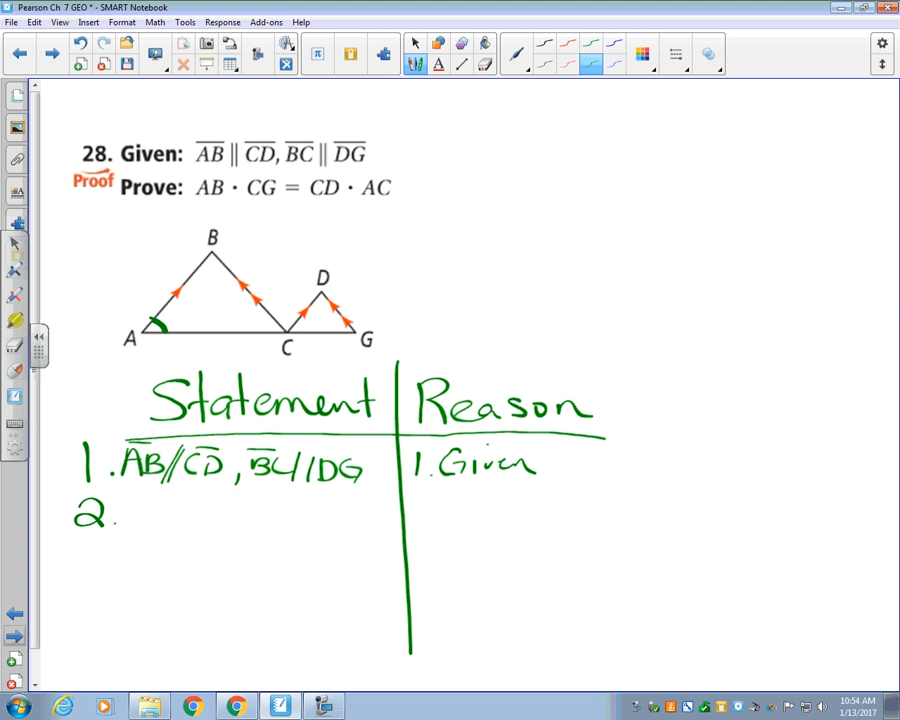 Pearson Ch 7 GEO * - SMART Notebook
File Edit View Insert Format Math Tools Response Add-ons Help
28. Given: AB || CD, BC || DG
Proof
Prove: AB · CG = CD · AC
B
D
A
C
G
Statement Reason
1. AB // CD, BC // DG 1. Given
2.
10:54 AM
1/13/2017